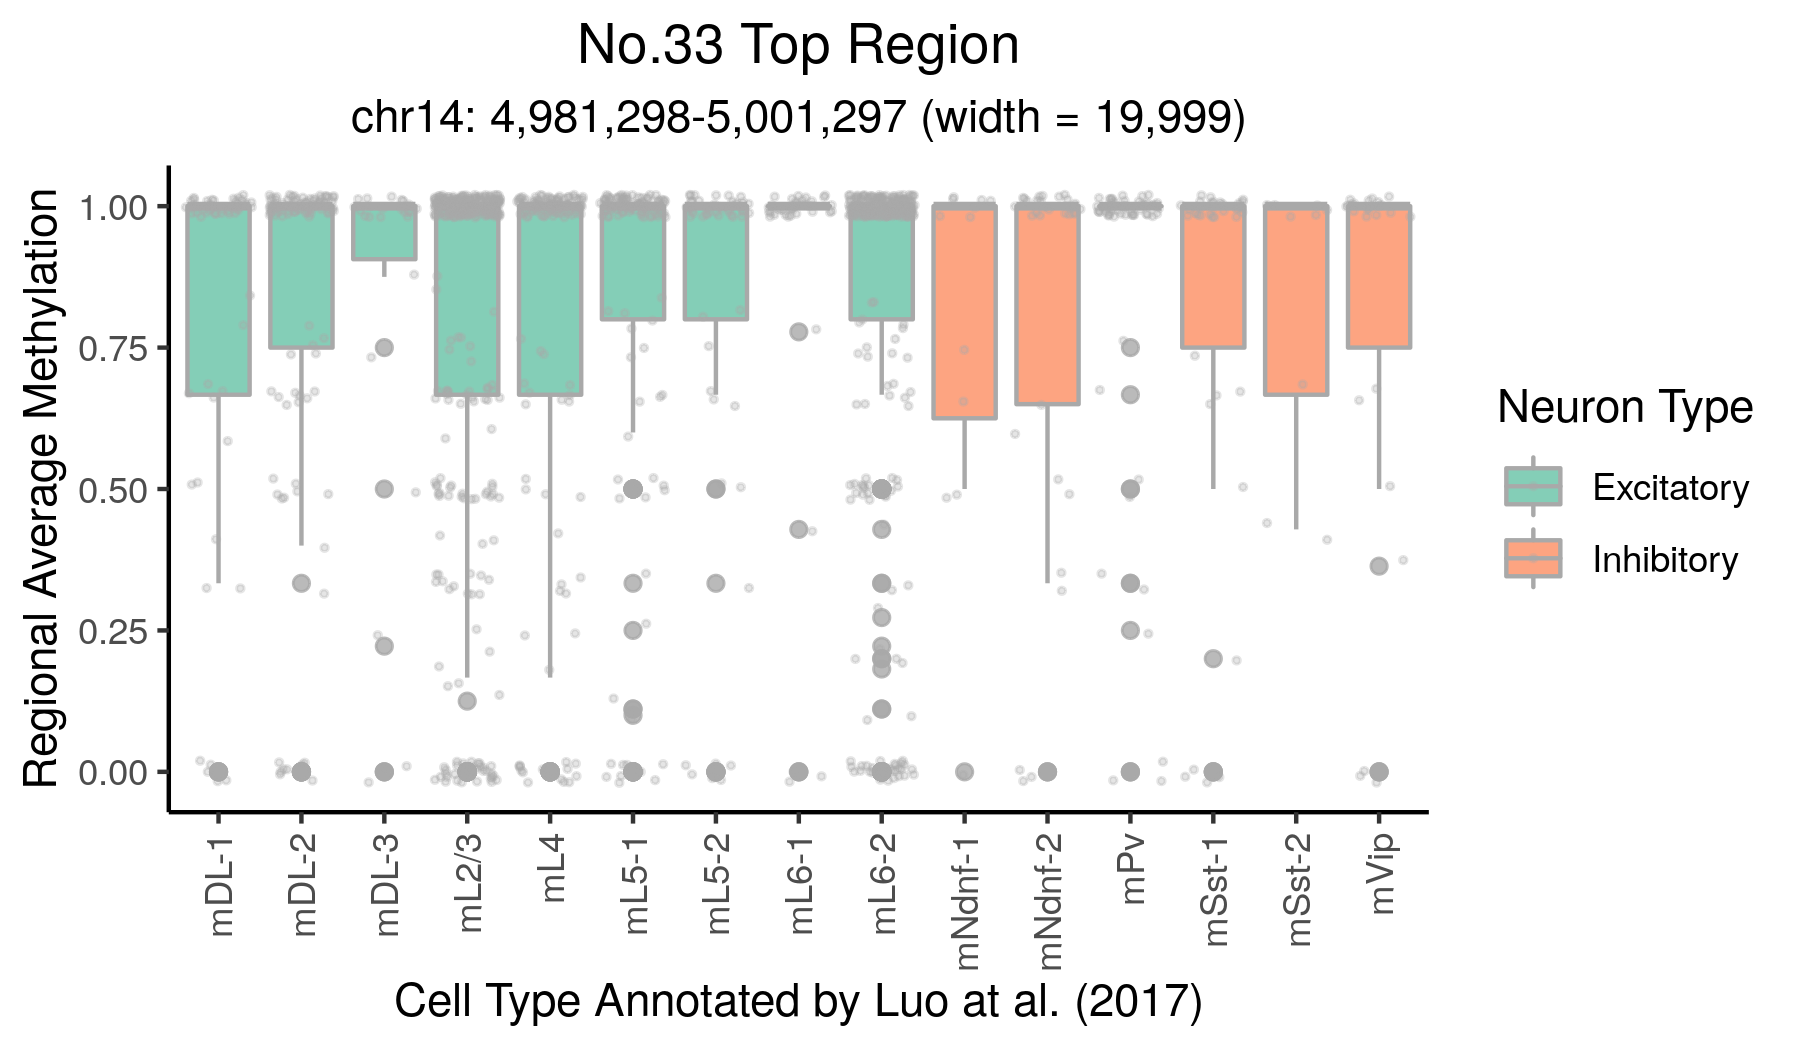 No.33 Top Region
chr14: 4,981,298-5,001,297 (width = 19,999)
Regional Average Methylation
1.00
0.75
0.50
0.25
0.00
mDL-1
mDL-2
mDL-3
mL2/3
mL4
mL5-1
mL5-2
mL6-1
mL6-2
mNdnf-1
mNdnf-2
mPv
mSst-1
mSst-2
mVip
Cell Type Annotated by Luo at al. (2017)
Neuron Type
Excitatory
Inhibitory